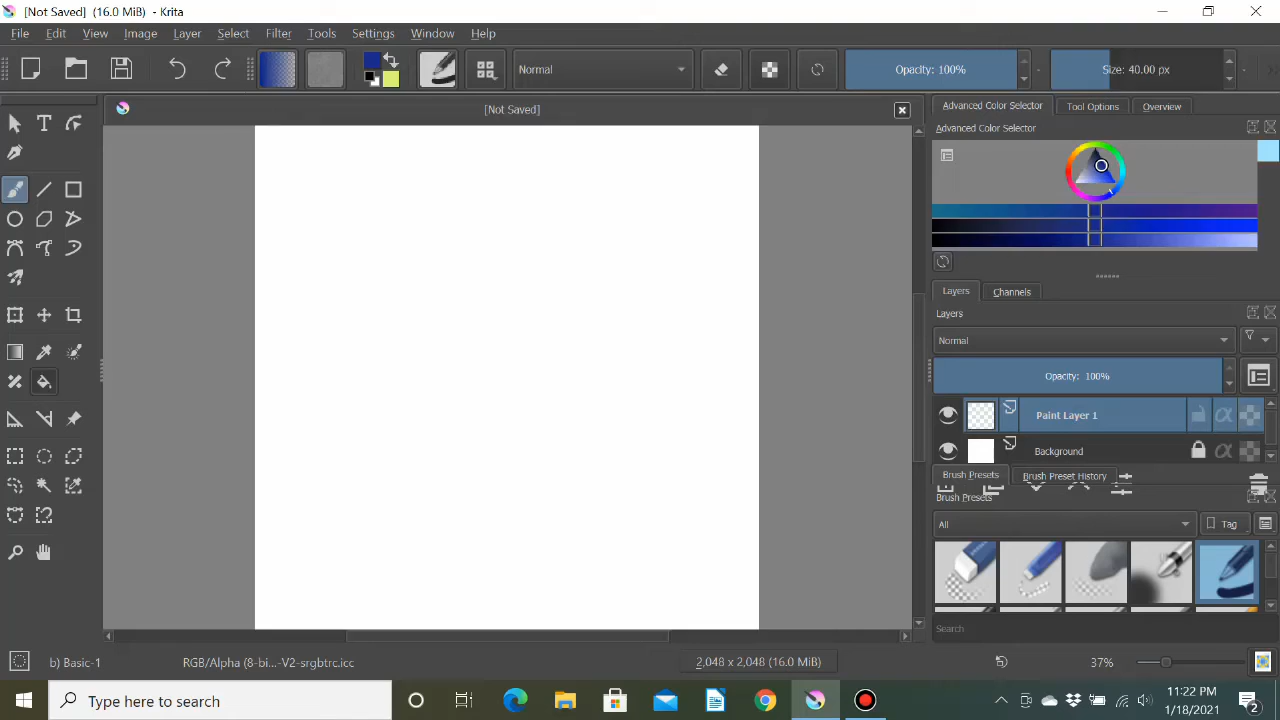 [Not Saved] (16.0 MiB) - Krita
File Edit View Image Layer Select Filter Tools Settings Window Help
Normal
Opacity: 100%
Size: 40.00 px
[Not Saved]
Advanced Color Selector
Tool Options
Overview
Advanced Color Selector
Layers
Channels
Layers
Normal
Opacity: 100%
Paint Layer 1
Background
Brush Presets
Brush Preset History
Brush Presets
All
Tag
Search
b) Basic-1
RGB/Alpha (8-bi...-V2-srgbtrc.icc
2,048 x 2,048 (16.0 MiB)
37%
Type here to search
11:22 PM
1/18/2021
2